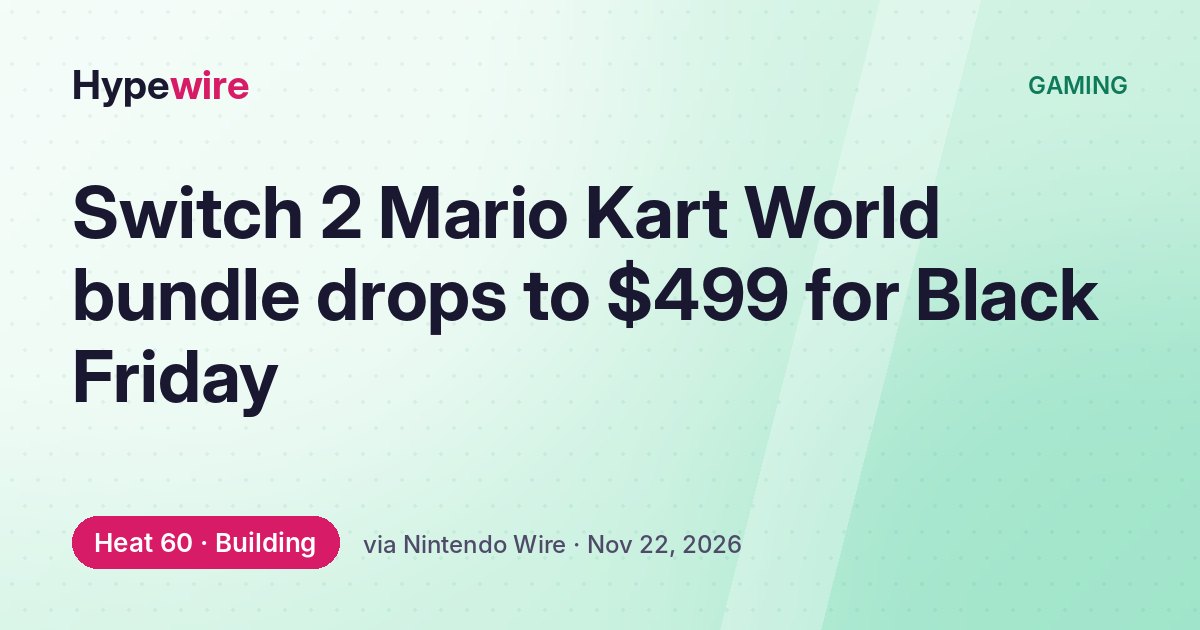 Hypewire
GAMING
Switch 2 Mario Kart World
bundle drops to $499 for Black
Friday
Heat 60 · Building
via Nintendo Wire · Nov 22, 2026